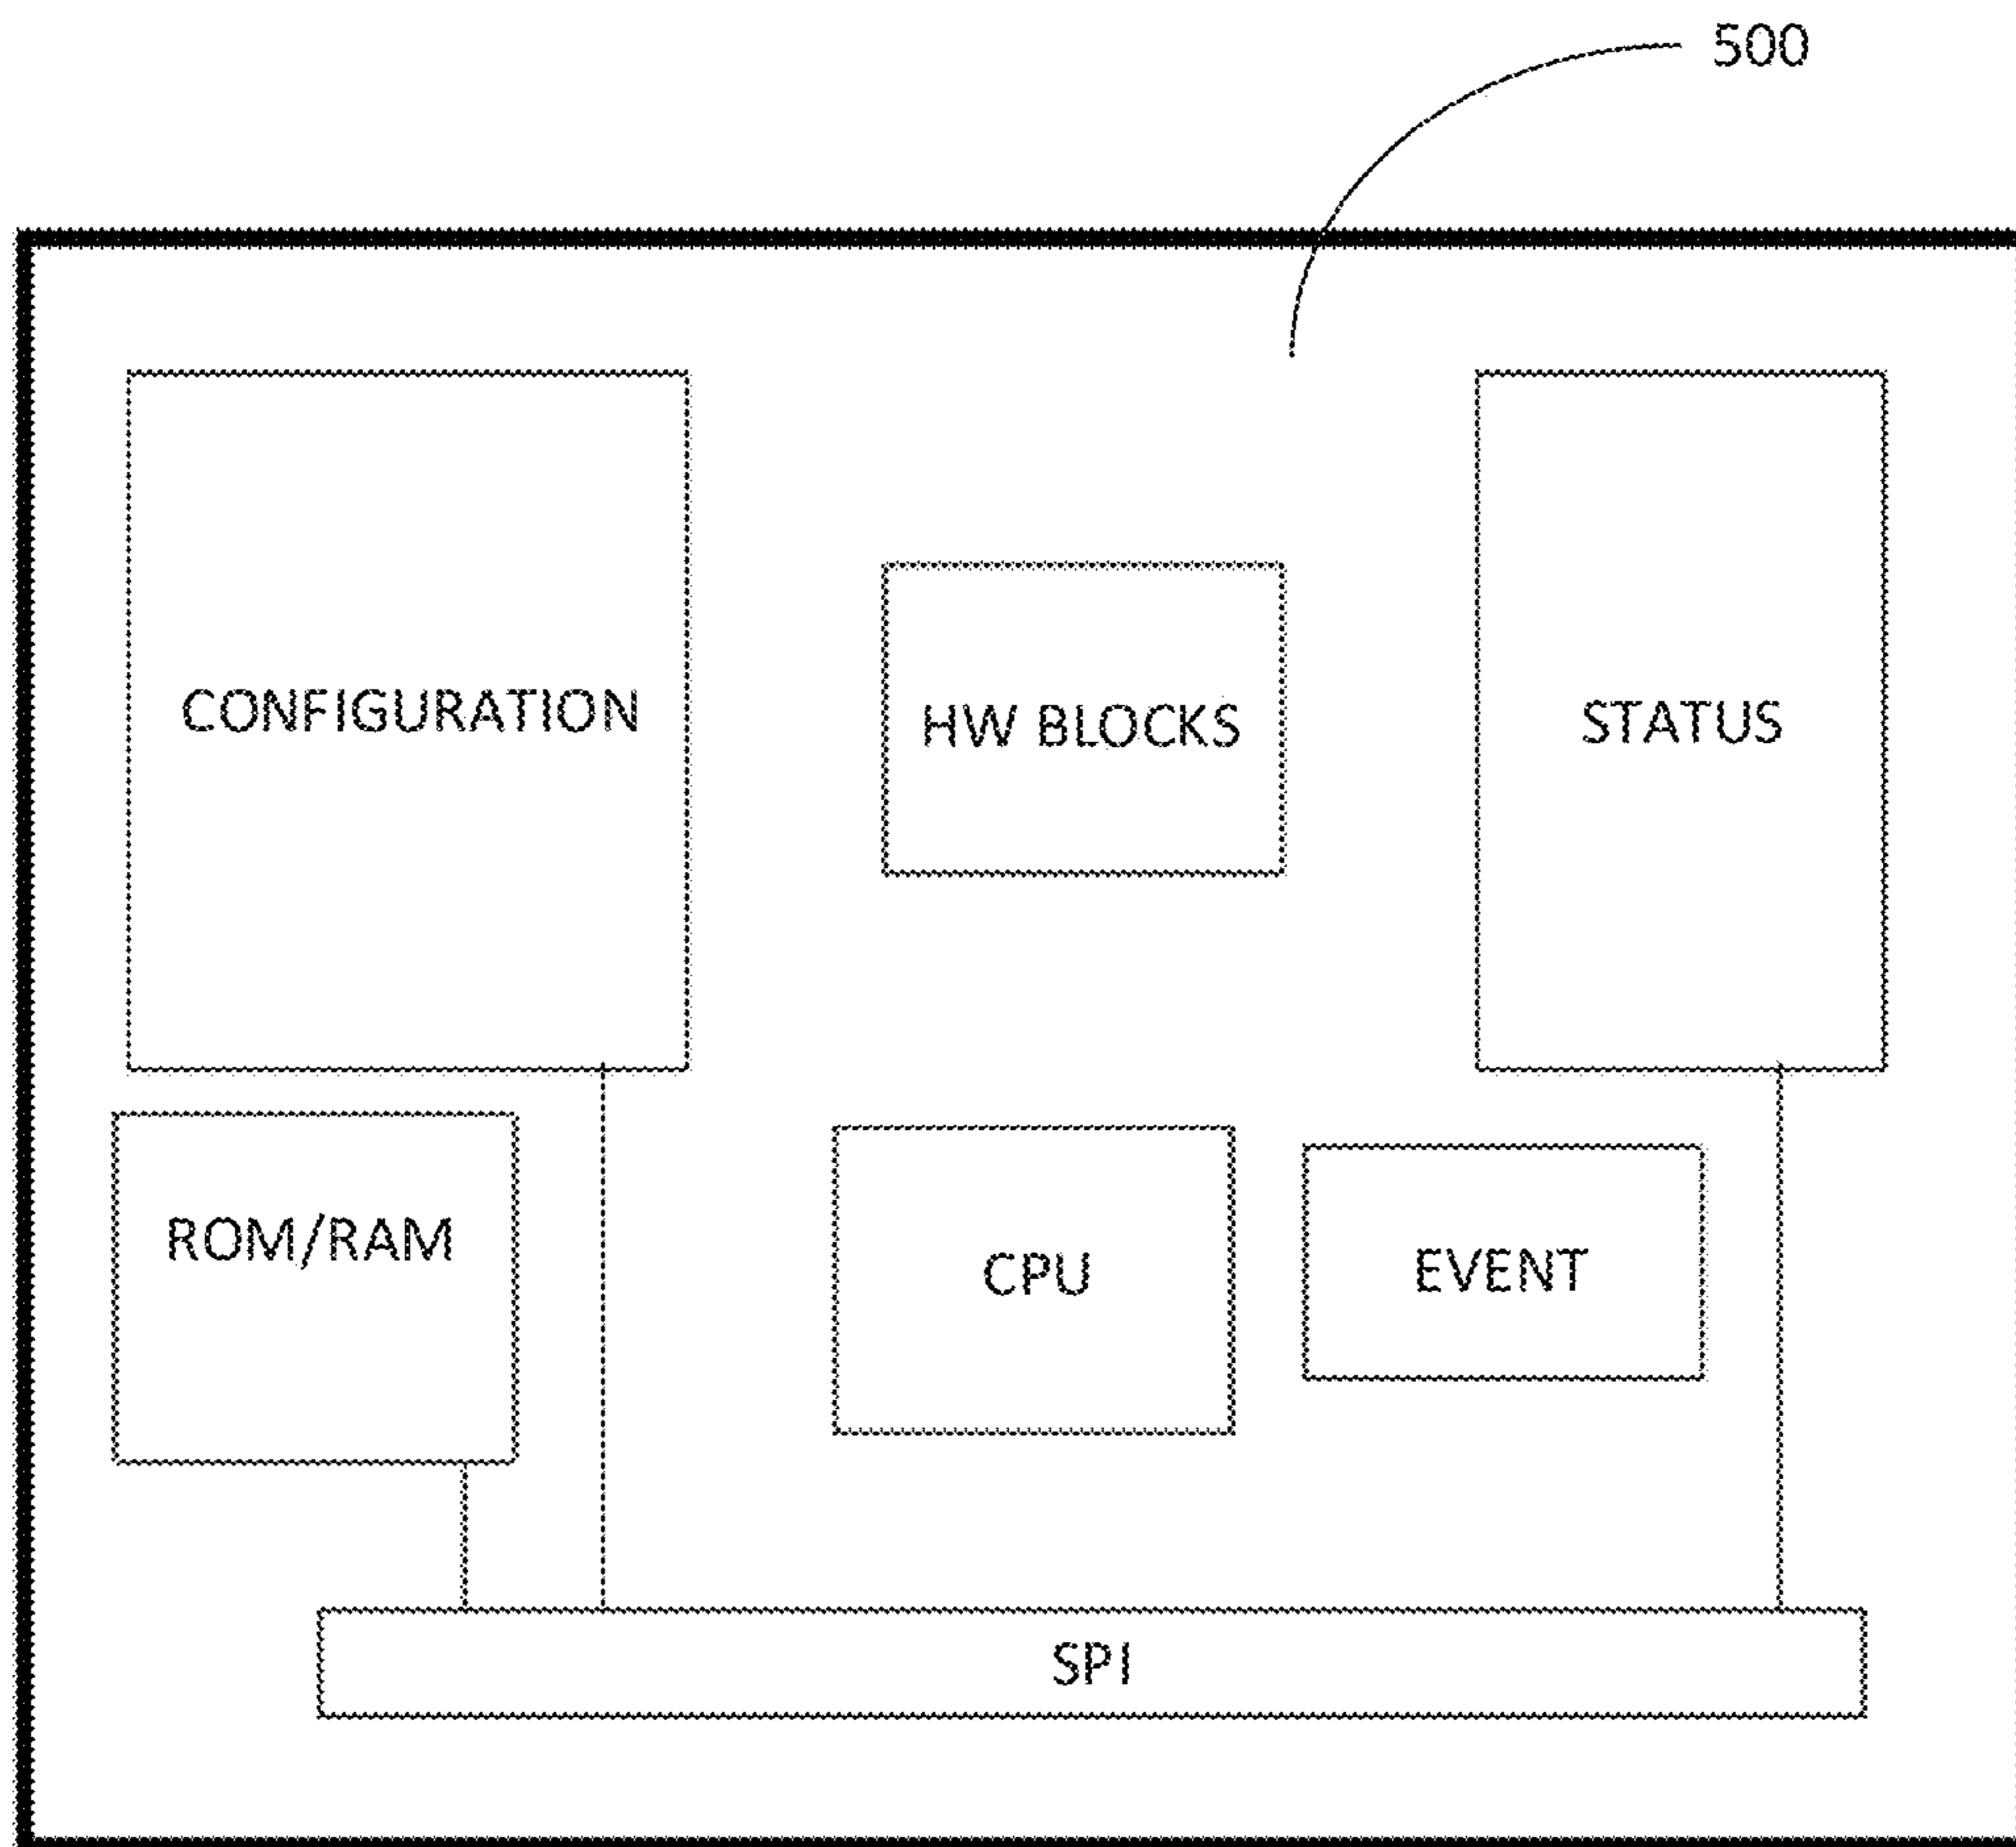 500
CONFIGURATION
HW BLOCKS
STATUS
ROM/RAM
CPU
EVENT
SPI